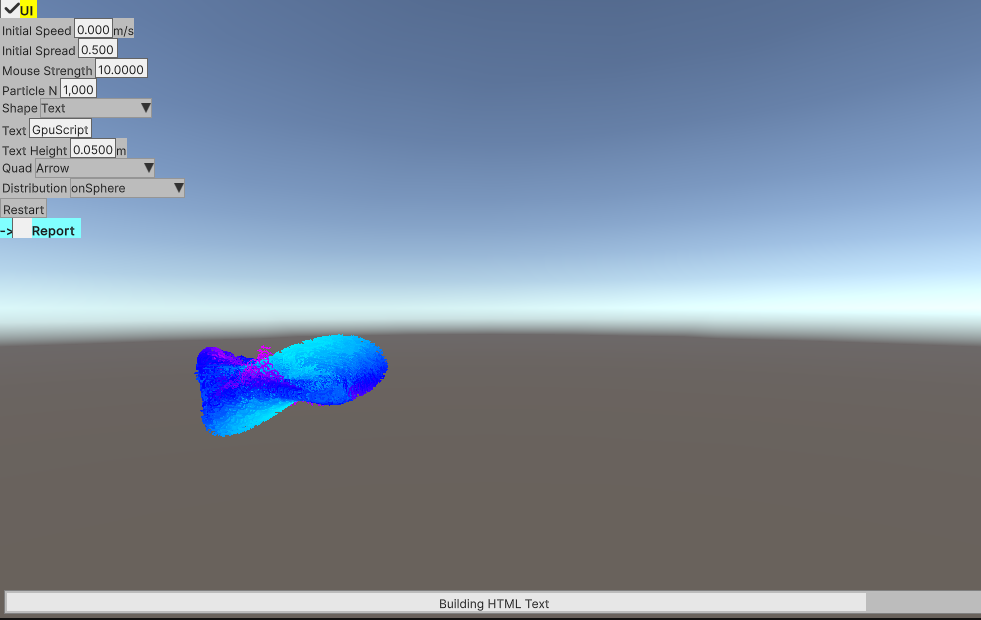 UI
Initial Speed 0.000 m/s
Initial Spread 0.500
Mouse Strength 10.0000
Particle N 1,000
Shape Text ▼
Text GpuScript
Text Height 0.0500 m
Quad Arrow ▼
Distribution onSphere ▼
Restart
-> Report
Building HTML Text